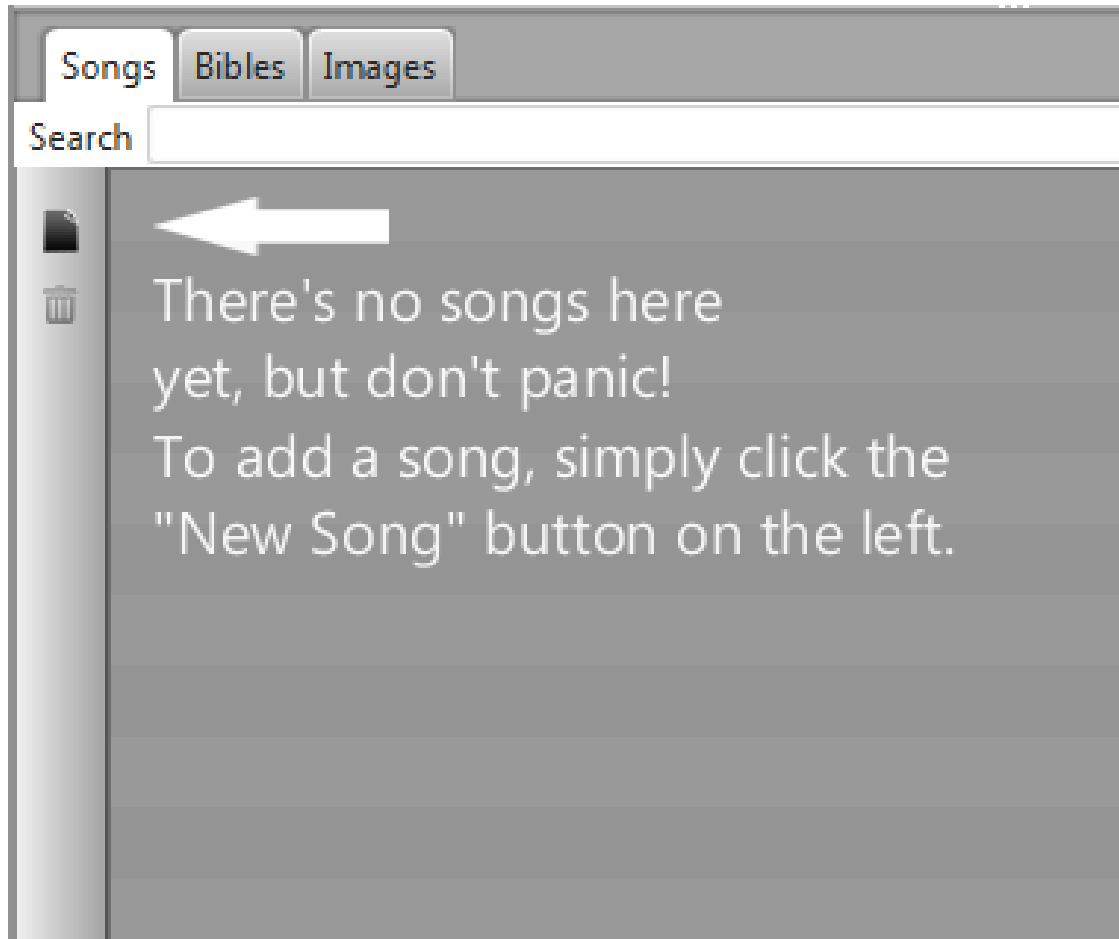 Songs Bibles Images
Search
There's no songs here
yet, but don't panic!
To add a song, simply click the
"New Song" button on the left.